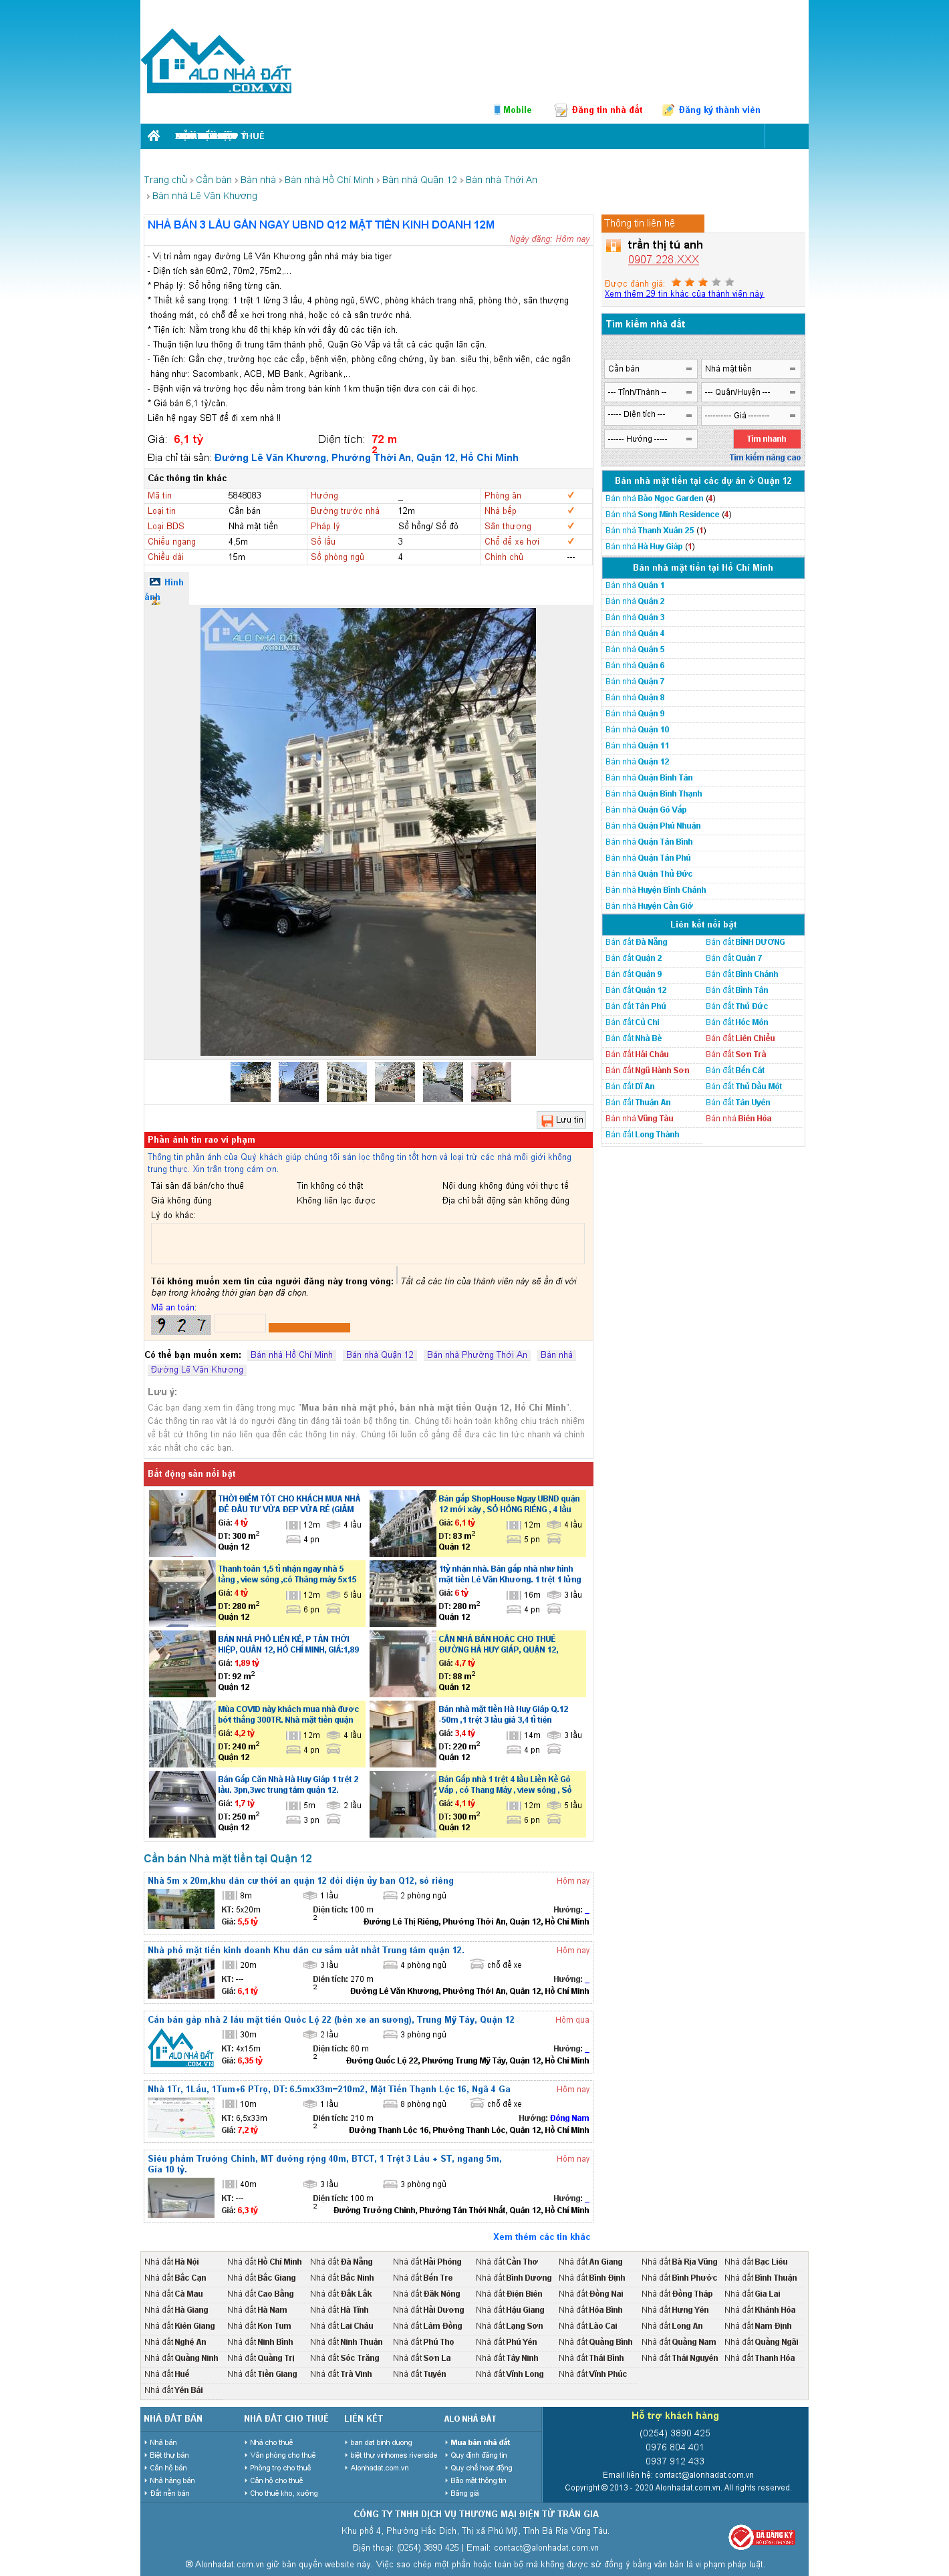 ALO NHÀ ĐẤT
.COM.VN
Mobile Đăng tin nhà đất Đăng ký thành viên
Trang chủ › Cần bán › Bán nhà › Bán nhà Hồ Chí Minh › Bán nhà Quận 12 › Bán nhà Thới An
› Bán nhà Lê Văn Khương
NHÀ BÁN 3 LẦU GẦN NGAY UBND Q12 MẶT TIỀN KINH DOANH 12M
Ngày đăng: Hôm nay
- Vị trí nằm ngay đường Lê Văn Khương gần nhà máy bia tiger
- Diện tích sàn 60m2, 70m2, 75m2,...
* Pháp lý: Sổ hồng riêng từng căn.
* Thiết kế sang trọng: 1 trệt 1 lửng 3 lầu, 4 phòng ngủ, 5WC, phòng khách trang nhã, phòng thờ, sân thượng
thoáng mát, có chỗ để xe hơi trong nhà, hoặc có cả sân trước nhà.
* Tiện ích: Nằm trong khu đô thị khép kín với đầy đủ các tiện ích.
- Thuận tiện lưu thông đi trung tâm thành phố, Quận Gò Vấp và tất cả các quận lân cận.
- Tiện ích: Gần chợ, trường học các cấp, bệnh viện, phòng công chứng, ủy ban. siêu thị, bệnh viện, các ngân
hàng như: Sacombank, ACB, MB Bank, Agribank,..
- Bệnh viện và trường học đều nằm trong bán kính 1km thuận tiện đưa con cái đi học.
* Giá bán 6,1 tỷ/căn.
Liên hệ ngay SĐT để đi xem nhà !!
Giá: 6,1 tỷ Diện tích: 72 m2
Địa chỉ tài sản: Đường Lê Văn Khương, Phường Thới An, Quận 12, Hồ Chí Minh
Các thông tin khác
Mã tin 5848083 Hướng _ Phòng ăn
Loại tin Cần bán Đường trước nhà 12m Nhà bếp
Loại BDS Nhà mặt tiền Pháp lý Sổ hồng/ Sổ đỏ Sân thượng
Chiều ngang 4,5m Số lầu 3 Chổ để xe hơi
Chiều dài 15m Số phòng ngủ 4 Chính chủ ---
Hình ảnh
ALO NHÀ ĐẤT
.COM.VN
Lưu tin
Phản ánh tin rao vi phạm
Thông tin phản ánh của Quý khách giúp chúng tôi sàn lọc thông tin tốt hơn và loại trừ các nhà môi giới không
trung thực. Xin trân trọng cám ơn.
Tài sản đã bán/cho thuê Tin không có thật Nội dung không đúng với thực tế
Giá không đúng Không liên lạc được Địa chỉ bất động sản không đúng
Lý do khác:
Tôi không muốn xem tin của người đăng này trong vòng: Tất cả các tin của thành viên này sẽ ẩn đi với
bạn trong khoảng thời gian bạn đã chọn.
Mã an toàn:
9 2 7
Có thể bạn muốn xem: Bán nhà Hồ Chí Minh Bán nhà Quận 12 Bán nhà Phường Thới An Bán nhà
Đường Lê Văn Khương
Lưu ý:
Các bạn đang xem tin đăng trong mục "Mua bán nhà mặt phố, bán nhà mặt tiền Quận 12, Hồ Chí Minh".
Các thông tin rao vặt là do người đăng tin đăng tải toàn bộ thông tin. Chúng tôi hoàn toàn không chịu trách nhiệm
về bất cứ thông tin nào liên qua đến các thông tin này. Chúng tôi luôn cố gắng để đưa các tin tức nhanh và chính
xác nhất cho các bạn.
Bất động sản nổi bật
THỜI ĐIỂM TỐT CHO KHÁCH MUA NHÀ
ĐỂ ĐẦU TƯ VỪA ĐẸP VỪA RẺ (GIẢM
Giá: 4 tỷ 12m 4 lầu
DT: 300 m2 4 pn
Quận 12
Bán gấp ShopHouse Ngay UBND quận
12 mới xây , SỔ HỒNG RIÊNG , 4 lầu
Giá: 6,1 tỷ 12m 4 lầu
DT: 83 m2 5 pn
Quận 12
Thanh toán 1,5 tỉ nhận ngay nhà 5
tầng , view sông ,có Tháng máy 5x15
Giá: 4 tỷ 12m 5 lầu
DT: 280 m2 6 pn
Quận 12
1tỷ nhận nhà. Bán gấp nhà như hình
mặt tiền Lê Văn Khương. 1 trệt 1 lửng
Giá: 6 tỷ 16m 3 lầu
DT: 280 m2 4 pn
Quận 12
BÁN NHÀ PHỐ LIỀN KỀ, P TÂN THỚI
HIỆP, QUẬN 12, HỒ CHÍ MINH, GIÁ:1,89
Giá: 1,89 tỷ
DT: 92 m2
Quận 12
CĂN NHÀ BÁN HOẶC CHO THUÊ
ĐƯỜNG HÀ HUY GIÁP, QUẬN 12,
Giá: 4,7 tỷ
DT: 88 m2
Quận 12
Mùa COVID này khách mua nhà được
bớt thẳng 300TR. Nhà mặt tiền quận
Giá: 4,2 tỷ 12m 4 lầu
DT: 240 m2 4 pn
Quận 12
Bán nhà mặt tiền Hà Huy Giáp Q.12
-50m ,1 trệt 3 lầu giá 3,4 tỉ tiện
Giá: 3,4 tỷ 14m 3 lầu
DT: 220 m2 4 pn
Quận 12
Bán Gấp Căn Nhà Hà Huy Giáp 1 trệt 2
lầu. 3pn,3wc trung tâm quận 12.
Giá: 1,7 tỷ 5m 2 lầu
DT: 250 m2 3 pn
Quận 12
Bán Gấp nhà 1 trệt 4 lầu Liền Kề Gò
Vấp , có Thang Máy , view sông , Sổ
Giá: 4,1 tỷ 12m 5 lầu
DT: 300 m2 6 pn
Quận 12
Cần bán Nhà mặt tiền tại Quận 12
Nhà 5m x 20m,khu dân cư thới an quận 12 đối diện ủy ban Q12, sổ riêng Hôm nay
8m 1 lầu 2 phòng ngủ
KT: 5x20m Diện tích: 100 m2 Hướng: _
Giá: 5,5 tỷ Đường Lê Thị Riêng, Phường Thới An, Quận 12, Hồ Chí Minh
Nhà phố mặt tiền kinh doanh Khu dân cư sầm uất nhất Trung tâm quận 12. Hôm nay
20m 3 lầu 4 phòng ngủ chỗ để xe
KT: --- Diện tích: 270 m2 Hướng: _
Giá: 6,1 tỷ Đường Lê Văn Khương, Phường Thới An, Quận 12, Hồ Chí Minh
Cần bán gấp nhà 2 lầu mặt tiền Quốc Lộ 22 (bến xe an sương), Trung Mỹ Tây, Quận 12 Hôm qua
30m 2 lầu 3 phòng ngủ
KT: 4x15m Diện tích: 60 m2 Hướng: _
Giá: 6,35 tỷ Đường Quốc Lộ 22, Phường Trung Mỹ Tây, Quận 12, Hồ Chí Minh
Nhà 1Tr, 1Lầu, 1Tum+6 PTrọ, DT: 6.5mx33m=210m2, Mặt Tiền Thạnh Lộc 16, Ngã 4 Ga Hôm nay
10m 1 lầu 8 phòng ngủ chỗ để xe
KT: 6,5x33m Diện tích: 210 m2 Hướng: Đông Nam
Giá: 7,2 tỷ Đường Thạnh Lộc 16, Phường Thạnh Lộc, Quận 12, Hồ Chí Minh
Siêu phẩm Trường Chinh, MT đường rộng 40m, BTCT, 1 Trệt 3 Lầu + ST, ngang 5m, Hôm nay
Gía 10 tỷ.
40m 3 lầu 3 phòng ngủ
KT: --- Diện tích: 100 m2 Hướng: _
Giá: 6,3 tỷ Đường Trường Chinh, Phường Tân Thới Nhất, Quận 12, Hồ Chí Minh
Xem thêm các tin khác
Thông tin liên hệ
trần thị tú anh
0907.228.XXX
Được đánh giá:
Xem thêm 29 tin khác của thành viên này
Tìm kiếm nhà đất
Cần bán Nhà mặt tiền
--- Tỉnh/Thành -- --- Quận/Huyện ---
----- Diện tích --- ---------- Giá --------
------ Hướng ----- Tìm nhanh
Tìm kiếm nâng cao
Bán nhà mặt tiền tại các dự án ở Quận 12
Bán nhà Bảo Ngọc Garden (4)
Bán nhà Song Minh Residence (4)
Bán nhà Thạnh Xuân 25 (1)
Bán nhà Hà Huy Giáp (1)
Bán nhà mặt tiền tại Hồ Chí Minh
Bán nhà Quận 1
Bán nhà Quận 2
Bán nhà Quận 3
Bán nhà Quận 4
Bán nhà Quận 5
Bán nhà Quận 6
Bán nhà Quận 7
Bán nhà Quận 8
Bán nhà Quận 9
Bán nhà Quận 10
Bán nhà Quận 11
Bán nhà Quận 12
Bán nhà Quận Bình Tân
Bán nhà Quận Bình Thạnh
Bán nhà Quận Gò Vấp
Bán nhà Quận Phú Nhuận
Bán nhà Quận Tân Bình
Bán nhà Quận Tân Phú
Bán nhà Quận Thủ Đức
Bán nhà Huyện Bình Chánh
Bán nhà Huyện Cần Giờ
Liên kết nổi bật
Bán đất Đà Nẵng Bán đất BÌNH DƯƠNG
Bán đất Quận 2 Bán đất Quận 7
Bán đất Quận 9 Bán đất Bình Chánh
Bán đất Quận 12 Bán đất Bình Tân
Bán đất Tân Phú Bán đất Thủ Đức
Bán đất Củ Chi Bán đất Hóc Môn
Bán đất Nhà Bè Bán đất Liên Chiểu
Bán đất Hải Châu Bán đất Sơn Trà
Bán đất Ngũ Hành Sơn Bán đất Bến Cát
Bán đất Dĩ An Bán đất Thủ Dầu Một
Bán đất Thuận An Bán đất Tân Uyên
Bán nhà Vũng Tàu Bán nhà Biên Hòa
Bán đất Long Thành
Nhà đất Hà Nội Nhà đất Hồ Chí Minh Nhà đất Đà Nẵng Nhà đất Hải Phòng Nhà đất Cần Thơ Nhà đất An Giang Nhà đất Bà Rịa Vũng Nhà đất Bạc Liêu
Nhà đất Bắc Cạn Nhà đất Bắc Giang Nhà đất Bắc Ninh Nhà đất Bến Tre Nhà đất Bình Dương Nhà đất Bình Định Nhà đất Bình Phước Nhà đất Bình Thuận
Nhà đất Cà Mau Nhà đất Cao Bằng Nhà đất Đắk Lắk Nhà đất Đăk Nông Nhà đất Điện Biên Nhà đất Đồng Nai Nhà đất Đồng Tháp Nhà đất Gia Lai
Nhà đất Hà Giang Nhà đất Hà Nam Nhà đất Hà Tĩnh Nhà đất Hải Dương Nhà đất Hậu Giang Nhà đất Hòa Bình Nhà đất Hưng Yên Nhà đất Khánh Hòa
Nhà đất Kiên Giang Nhà đất Kon Tum Nhà đất Lai Châu Nhà đất Lâm Đồng Nhà đất Lạng Sơn Nhà đất Lào Cai Nhà đất Long An Nhà đất Nam Định
Nhà đất Nghệ An Nhà đất Ninh Bình Nhà đất Ninh Thuận Nhà đất Phú Thọ Nhà đất Phú Yên Nhà đất Quảng Bình Nhà đất Quảng Nam Nhà đất Quảng Ngãi
Nhà đất Quảng Ninh Nhà đất Quảng Trị Nhà đất Sóc Trăng Nhà đất Sơn La Nhà đất Tây Ninh Nhà đất Thái Bình Nhà đất Thái Nguyên Nhà đất Thanh Hóa
Nhà đất Huế Nhà đất Tiền Giang Nhà đất Trà Vinh Nhà đất Tuyên Nhà đất Vĩnh Long Nhà đất Vĩnh Phúc
Nhà đất Yên Bái
NHÀ ĐẤT BÁN NHÀ ĐẤT CHO THUÊ LIÊN KẾT ALO NHÀ ĐẤT
Nhà bán Nhà cho thuê ban dat binh duong Mua bán nhà đất
Biệt thự bán Văn phòng cho thuê biệt thự vinhomes riverside Quy định đăng tin
Căn hộ bán Phòng trọ cho thuê Alonhadat.com.vn Quy chế hoạt động
Nhà hàng bán Căn hộ cho thuê Bảo mật thông tin
Đất nền bán Cho thuê kho, xưởng Bảng giá
Hỗ trợ khách hàng
(0254) 3890 425
0976 804 401
0937 912 433
Email liên hệ: contact@alonhadat.com.vn
Copyright © 2013 - 2020 Alonhadat.com.vn. All rights reserved.
CÔNG TY TNHH DỊCH VỤ THƯƠNG MẠI ĐIỆN TỬ TRẦN GIA
Khu phố 4, Phường Hắc Dịch, Thị xã Phú Mỹ, Tỉnh Bà Rịa Vũng Tàu.
Điện thoại: (0254) 3890 425 | Email: contact@alonhadat.com.vn
ĐÃ ĐĂNG KÝ
® Alonhadat.com.vn giữ bản quyền website này. Việc sao chép một phần hoặc toàn bộ mà không được sử đồng ý bằng văn bản là vi phạm pháp luật.